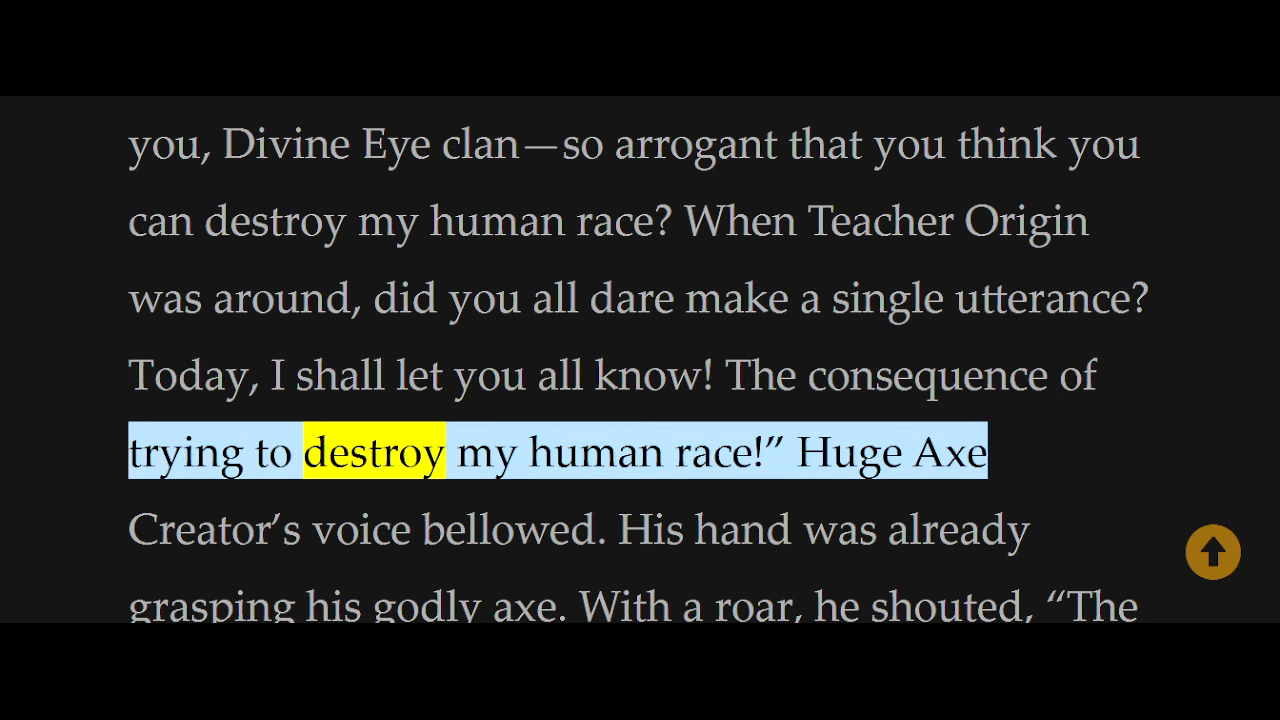 you, Divine Eye clan—so arrogant that you think you
can destroy my human race? When Teacher Origin
was around, did you all dare make a single utterance?
Today, I shall let you all know! The consequence of
trying to destroy my human race!” Huge Axe
Creator’s voice bellowed. His hand was already
grasping his godly axe. With a roar, he shouted, “The